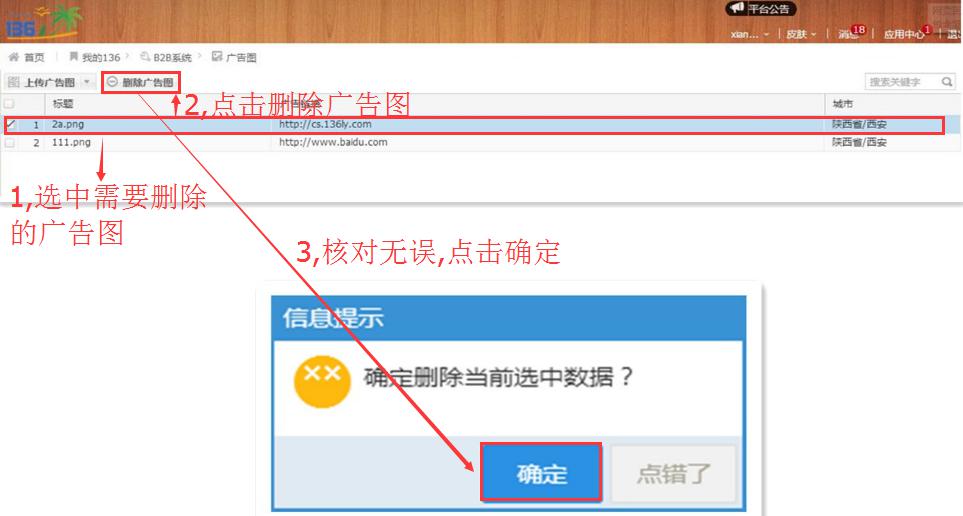 136
平台公告
xian...
皮肤
消息
18
应用中心
1
首页
我的136
B2B系统
广告图
上传广告图
删除广告图
搜索关键字
标题
城市
2,点击删除广告图
1 2a.png http://cs.136ly.com 陕西省/西安
2 111.png http://www.baidu.com 陕西省/西安
1,选中需要删除
的广告图
3,核对无误,点击确定
信息提示
确定删除当前选中数据？
确定
点错了